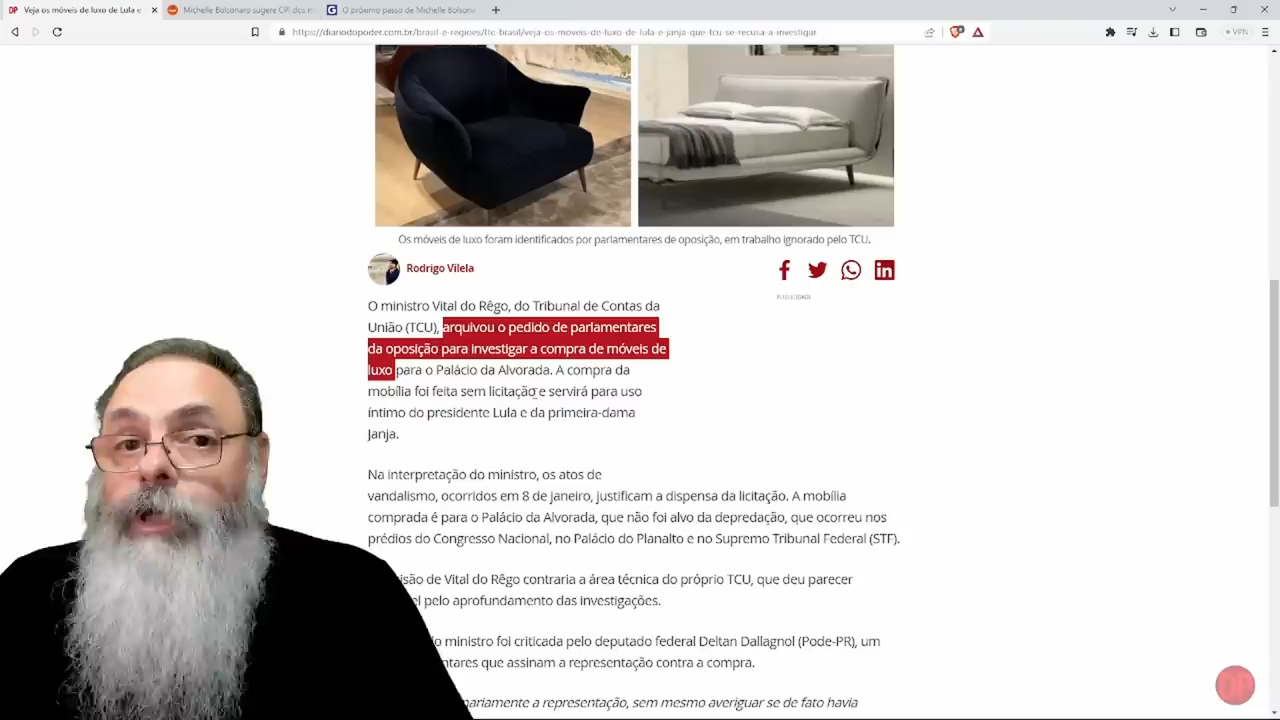 Veja os móveis de luxo de Lula e
Michelle Bolsonaro sugere CPI dos m
O próximo passo de Michelle Bolsona
https://diariodopoder.com.br/brasil-e-regioes/ttc-brasil/veja-os-moveis-de-luxo-de-lula-e-janja-que-tcu-se-recusa-a-investigar
VPN
Os móveis de luxo foram identificados por parlamentares de oposição, em trabalho ignorado pelo TCU.
Rodrigo Vilela
PUBLICIDADE
O ministro Vital do Rêgo, do Tribunal de Contas da
União (TCU), arquivou o pedido de parlamentares
da oposição para investigar a compra de móveis de
luxo para o Palácio da Alvorada. A compra da
mobília foi feita sem licitação e servirá para uso
íntimo do presidente Lula e da primeira-dama
Janja.
Na interpretação do ministro, os atos de
vandalismo, ocorridos em 8 de janeiro, justificam a dispensa da licitação. A mobília
comprada é para o Palácio da Alvorada, que não foi alvo da depredação, que ocorreu nos
prédios do Congresso Nacional, no Palácio do Planalto e no Supremo Tribunal Federal (STF).
isão de Vital do Rêgo contraria a área técnica do próprio TCU, que deu parecer
el pelo aprofundamento das investigações.
do ministro foi criticada pelo deputado federal Deltan Dallagnol (Pode-PR), um
ntares que assinam a representação contra a compra.
nariamente a representação, sem mesmo averiguar se de fato havia